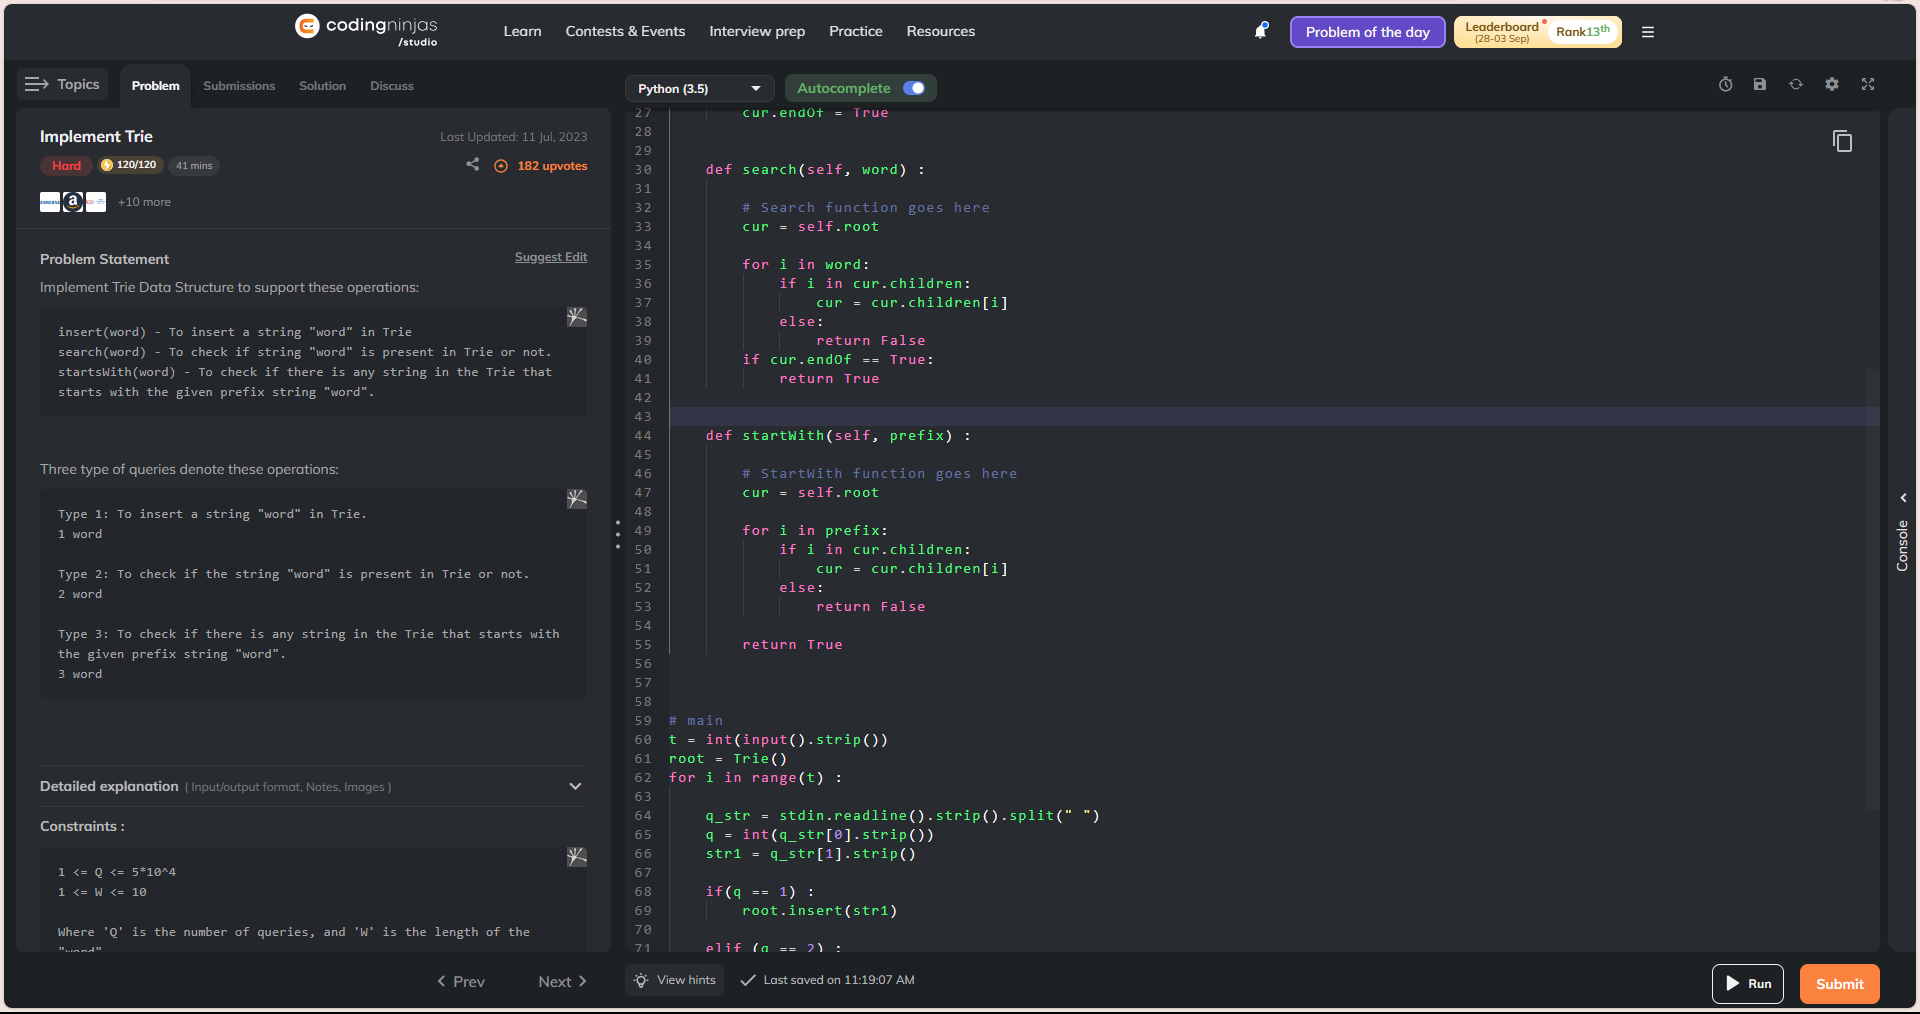 codingninjas
/studio
Learn
Contests & Events
Interview prep
Practice
Resources
Problem of the day
Leaderboard
(28-03 Sep)
Rank13th
Topics
Problem
Submissions
Solution
Discuss
Implement Trie
Last Updated: 11 Jul, 2023
Hard
120/120
41 mins
182 upvotes
+10 more
Problem Statement
Suggest Edit
Implement Trie Data Structure to support these operations:
insert(word) - To insert a string "word" in Trie
search(word) - To check if string "word" is present in Trie or not.
startsWith(word) - To check if there is any string in the Trie that
starts with the given prefix string "word".
Three type of queries denote these operations:
Type 1: To insert a string "word" in Trie.
1 word
Type 2: To check if the string "word" is present in Trie or not.
2 word
Type 3: To check if there is any string in the Trie that starts with
the given prefix string "word".
3 word
Detailed explanation ( Input/output format, Notes, Images )
Constraints :
1 <= Q <= 5*10^4
1 <= W <= 10
Where 'Q' is the number of queries, and 'W' is the length of the
"word"
Prev
Next
Python (3.5)
Autocomplete
27 cur.endOf = True
28
29
30 def search(self, word) :
31
32 # Search function goes here
33 cur = self.root
34
35 for i in word:
36 if i in cur.children:
37 cur = cur.children[i]
38 else:
39 return False
40 if cur.endOf == True:
41 return True
42
43
44 def startWith(self, prefix) :
45
46 # StartWith function goes here
47 cur = self.root
48
49 for i in prefix:
50 if i in cur.children:
51 cur = cur.children[i]
52 else:
53 return False
54
55 return True
56
57
58
59 # main
60 t = int(input().strip())
61 root = Trie()
62 for i in range(t) :
63
64 q_str = stdin.readline().strip().split(" ")
65 q = int(q_str[0].strip())
66 str1 = q_str[1].strip()
67
68 if(q == 1) :
69 root.insert(str1)
70
71 elif (q == 2) :
Console
View hints
Last saved on 11:19:07 AM
Run
Submit